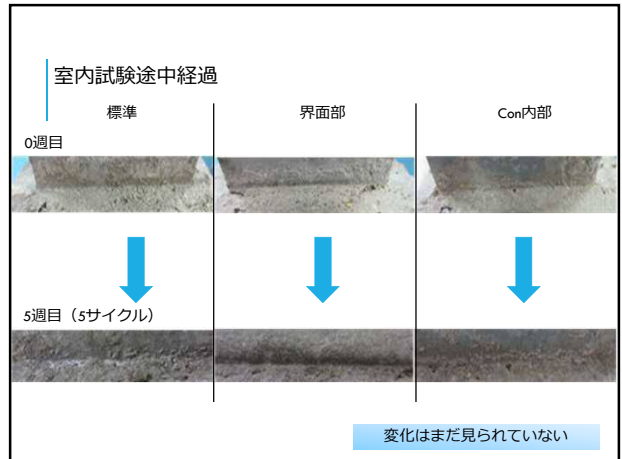 室内試験途中経過
標準
界面部
Con内部
0週目
5週目（5サイクル）
変化はまだ見られていない